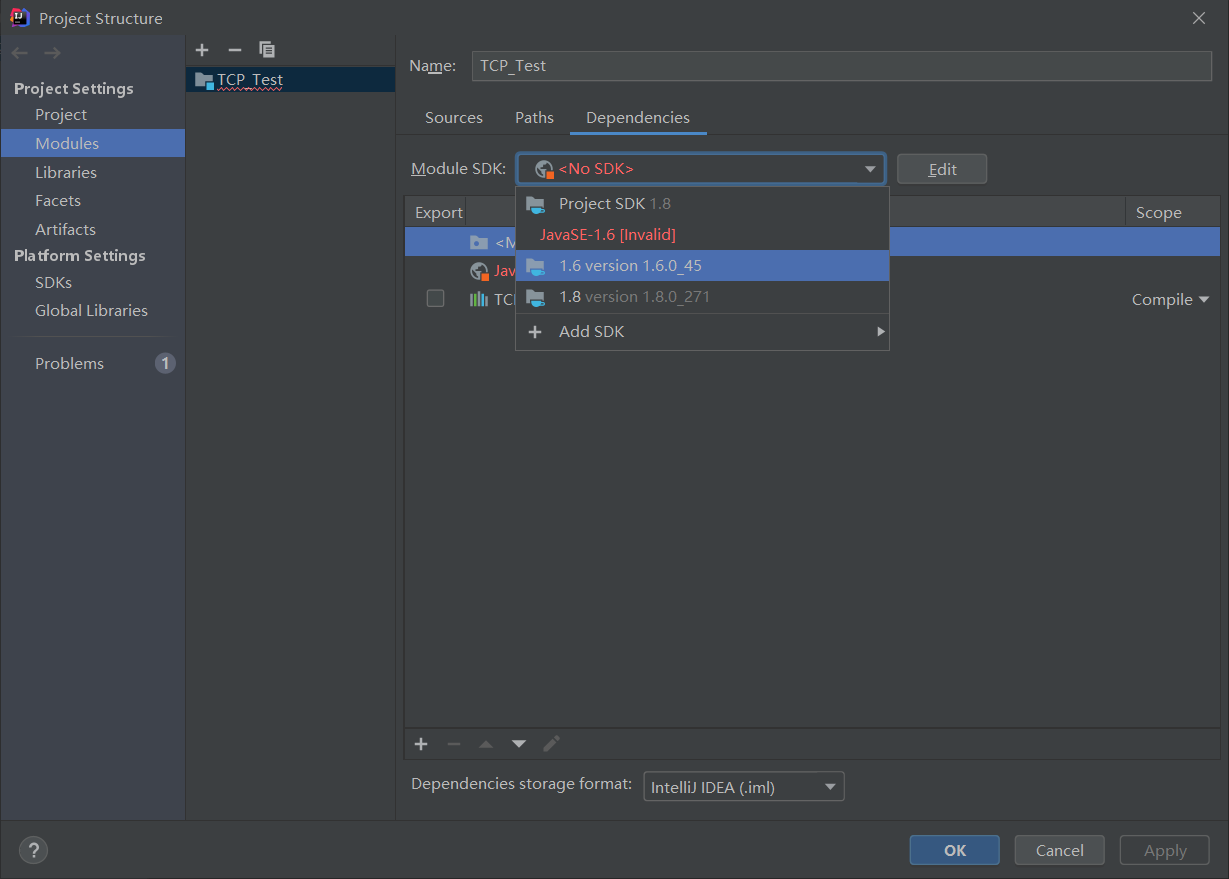 Project Structure
Project Settings
Project
Modules
Libraries
Facets
Artifacts
Platform Settings
SDKs
Global Libraries
Problems 1
TCP_Test
Name: TCP_Test
Sources Paths Dependencies
Module SDK: <No SDK> Edit
Project SDK 1.8
JavaSE-1.6 [Invalid]
1.6 version 1.6.0_45
1.8 version 1.8.0_271
Add SDK
Export Scope
<M
Jav
TC
Compile
Dependencies storage format: IntelliJ IDEA (.iml)
? OK Cancel Apply